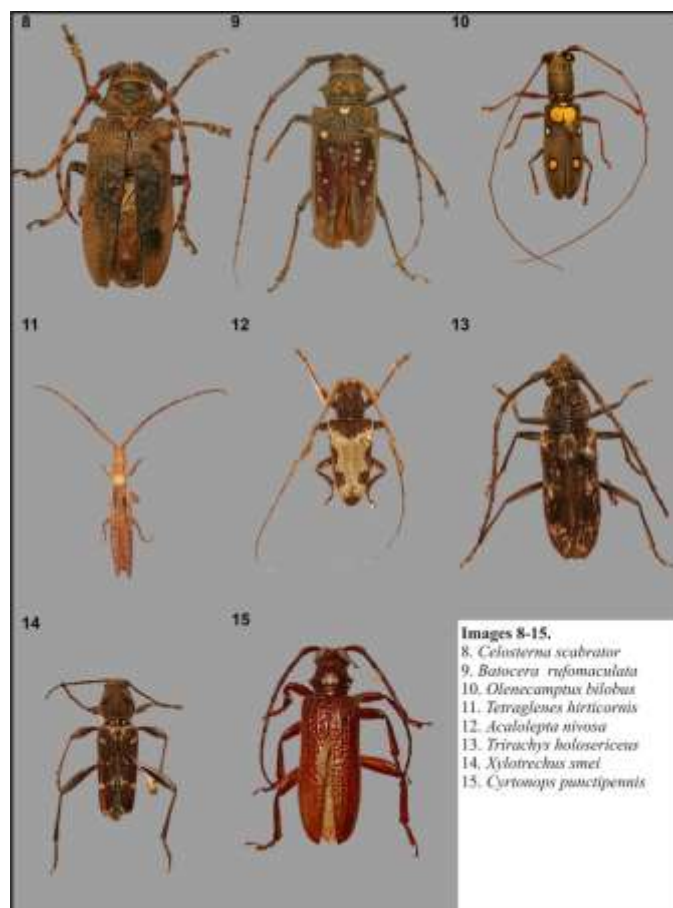 8
9
10
11
12
13
14
15
Images 8-15.
8. Celosterna scabrator
9. Batocera rufomaculata
10. Olenecamptus bilobus
11. Tetraglenes hirticornis
12. Acalolepta nivosa
13. Trirachys holosericeus
14. Xylotrechus smei
15. Cyrtonops punctipennis